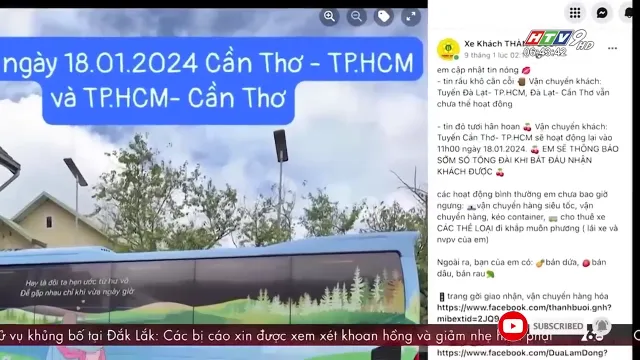 ngày 18.01.2024 Cần Thơ - TP.HCM
và TP.HCM- Cần Thơ
Hay là đôi ta hẹn ước từ hư vô
Để gặp nhau chỉ khi vừa ngày giờ
HTV9 HD
06:43:42
Xe Khách
9 tháng 1 lúc
em cập nhật tin nóng
- tin rầu khô cằn cỗi Vận chuyển khách:
Tuyến Đà Lạt- TP.HCM, Đà Lạt- Cần Thơ vẫn
chưa thể hoạt động
- tin đỏ tươi hân hoan Vận chuyển khách:
Tuyến Cần Thơ- TP.HCM sẽ hoạt động lại vào
11h00 ngày 18.01.2024. EM SẼ THÔNG BÁO
SỚM SỐ TỔNG ĐÀI KHI BẮT ĐẦU NHẬN
KHÁCH ĐƯỢC
các hoạt động bình thường em chưa bao giờ
ngưng: vận chuyển hàng siêu tốc, vận
chuyển hàng, kéo container, cho thuê xe
CÁC THỂ LOẠI đi khắp muôn phương ( lái xe và
nvpv của em)
Ngoài ra, bạn của em có: bán dứa, bán
dâu, bán rau
trang gởi giao nhận, vận chuyển hàng hóa
https://www.facebook.com/thanhbuoi.gnh?
mibextid=2JQ9
SUBSCRIBED
https://www.facebook.com/DuaLamDong?
vụ khủng bố tại Đắk Lắk: Các bị cáo xin được xem xét khoan hồng và giảm nhẹ